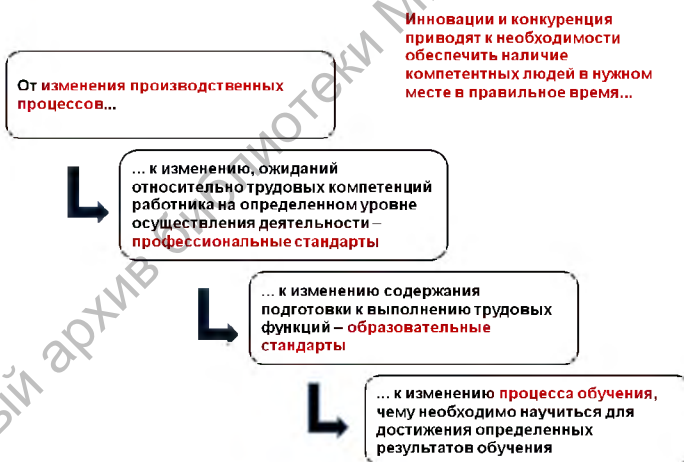 Инновации и конкуренция
приводят к необходимости
обеспечить наличие
компетентных людей в нужном
месте в правильное время...
От изменения производственных
процессов...
... к изменению, ожиданий
относительно трудовых компетенций
работника на определенном уровне
осуществления деятельности –
профессиональные стандарты
... к изменению содержания
подготовки к выполнению трудовых
функций – образовательные
стандарты
... к изменению процесса обучения,
чему необходимо научиться для
достижения определенных
результатов обучения
архив библиотеки